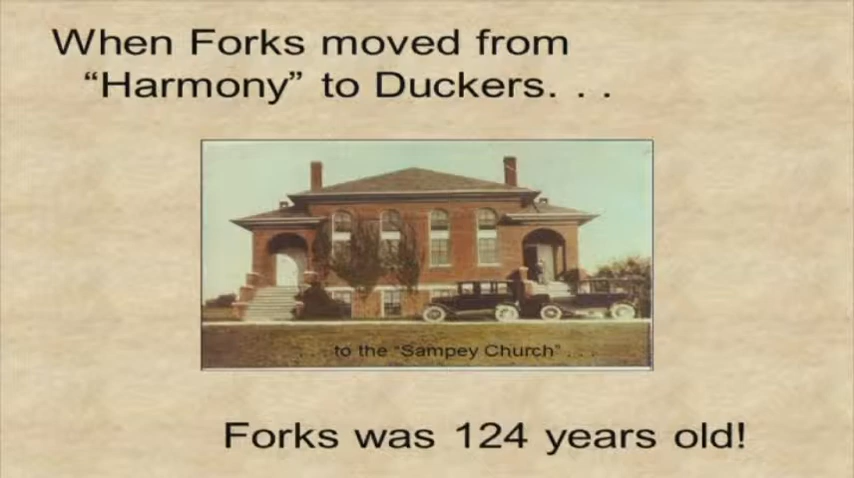 When Forks moved from
“Harmony” to Duckers. . .
. . . to the “Sampey Church” . . .
Forks was 124 years old!